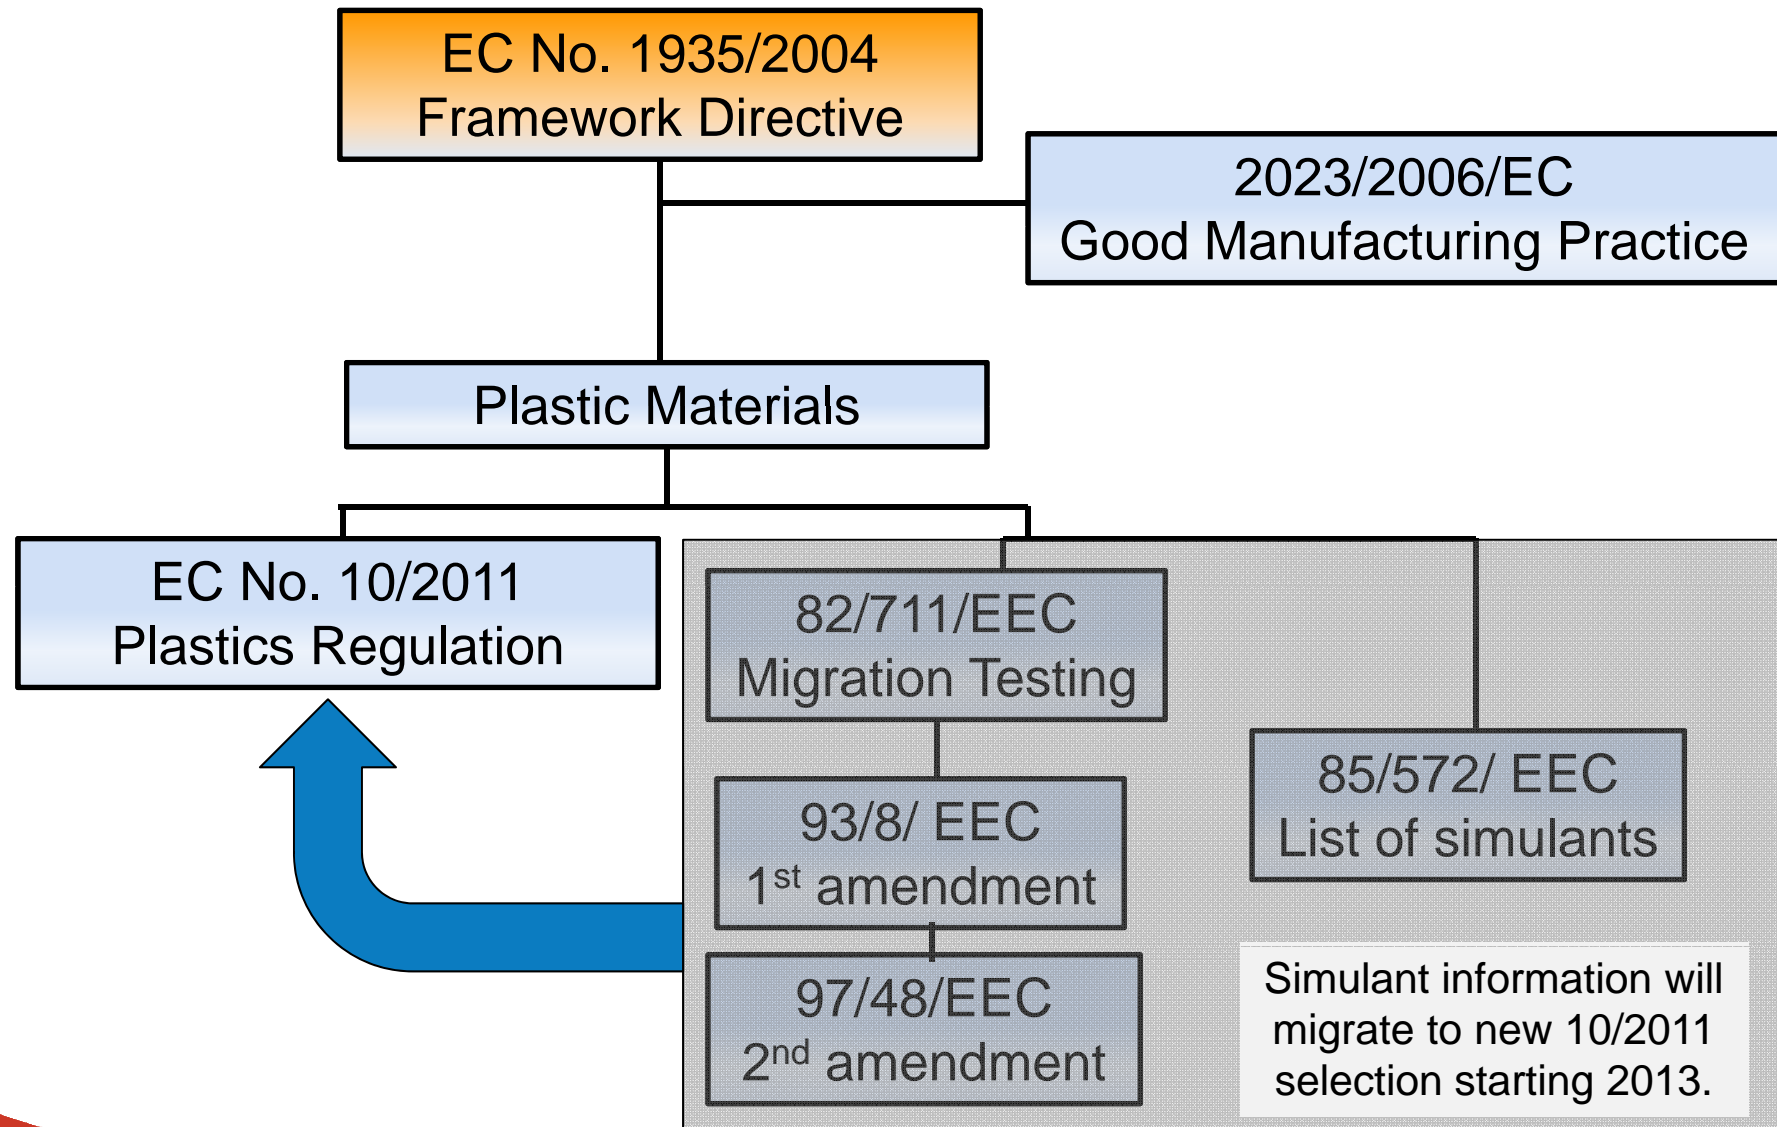 EC No. 1935/2004
Framework Directive
2023/2006/EC
Good Manufacturing Practice
Plastic Materials
EC No. 10/2011
Plastics Regulation
82/711/EEC
Migration Testing
93/8/ EEC
1st amendment
97/48/EEC
2nd amendment
85/572/ EEC
List of simulants
Simulant information will
migrate to new 10/2011
selection starting 2013.